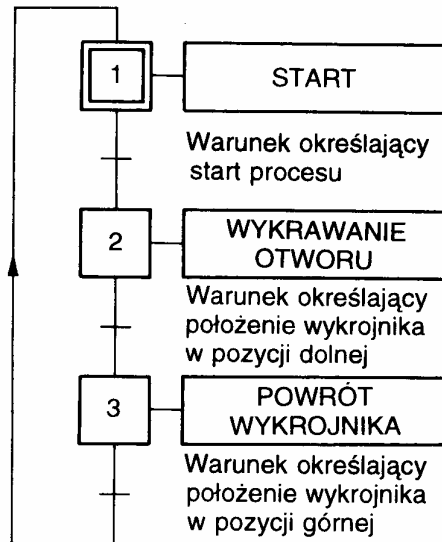 1
START
Warunek określający
start procesu
2
WYKRAWANIE
OTWORU
Warunek określający
położenie wykrojnika
w pozycji dolnej
3
POWRÓT
WYKROJNIKA
Warunek określający
położenie wykrojnika
w pozycji górnej